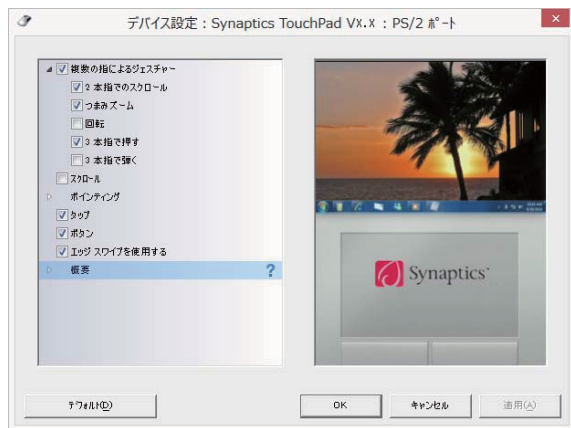 デバイス設定 : Synaptics TouchPad Vx.x : PS/2 ﾎﾟｰﾄ
複数の指によるジェスチャー
2 本指でのスクロール
つまみズーム
回転
3 本指で押す
3 本指で弾く
スクロール
ポインティング
タップ
ボタン
エッジ スワイプを使用する
概要 ?
Synaptics
デフォルト(D)
OK
キャンセル
適用(A)